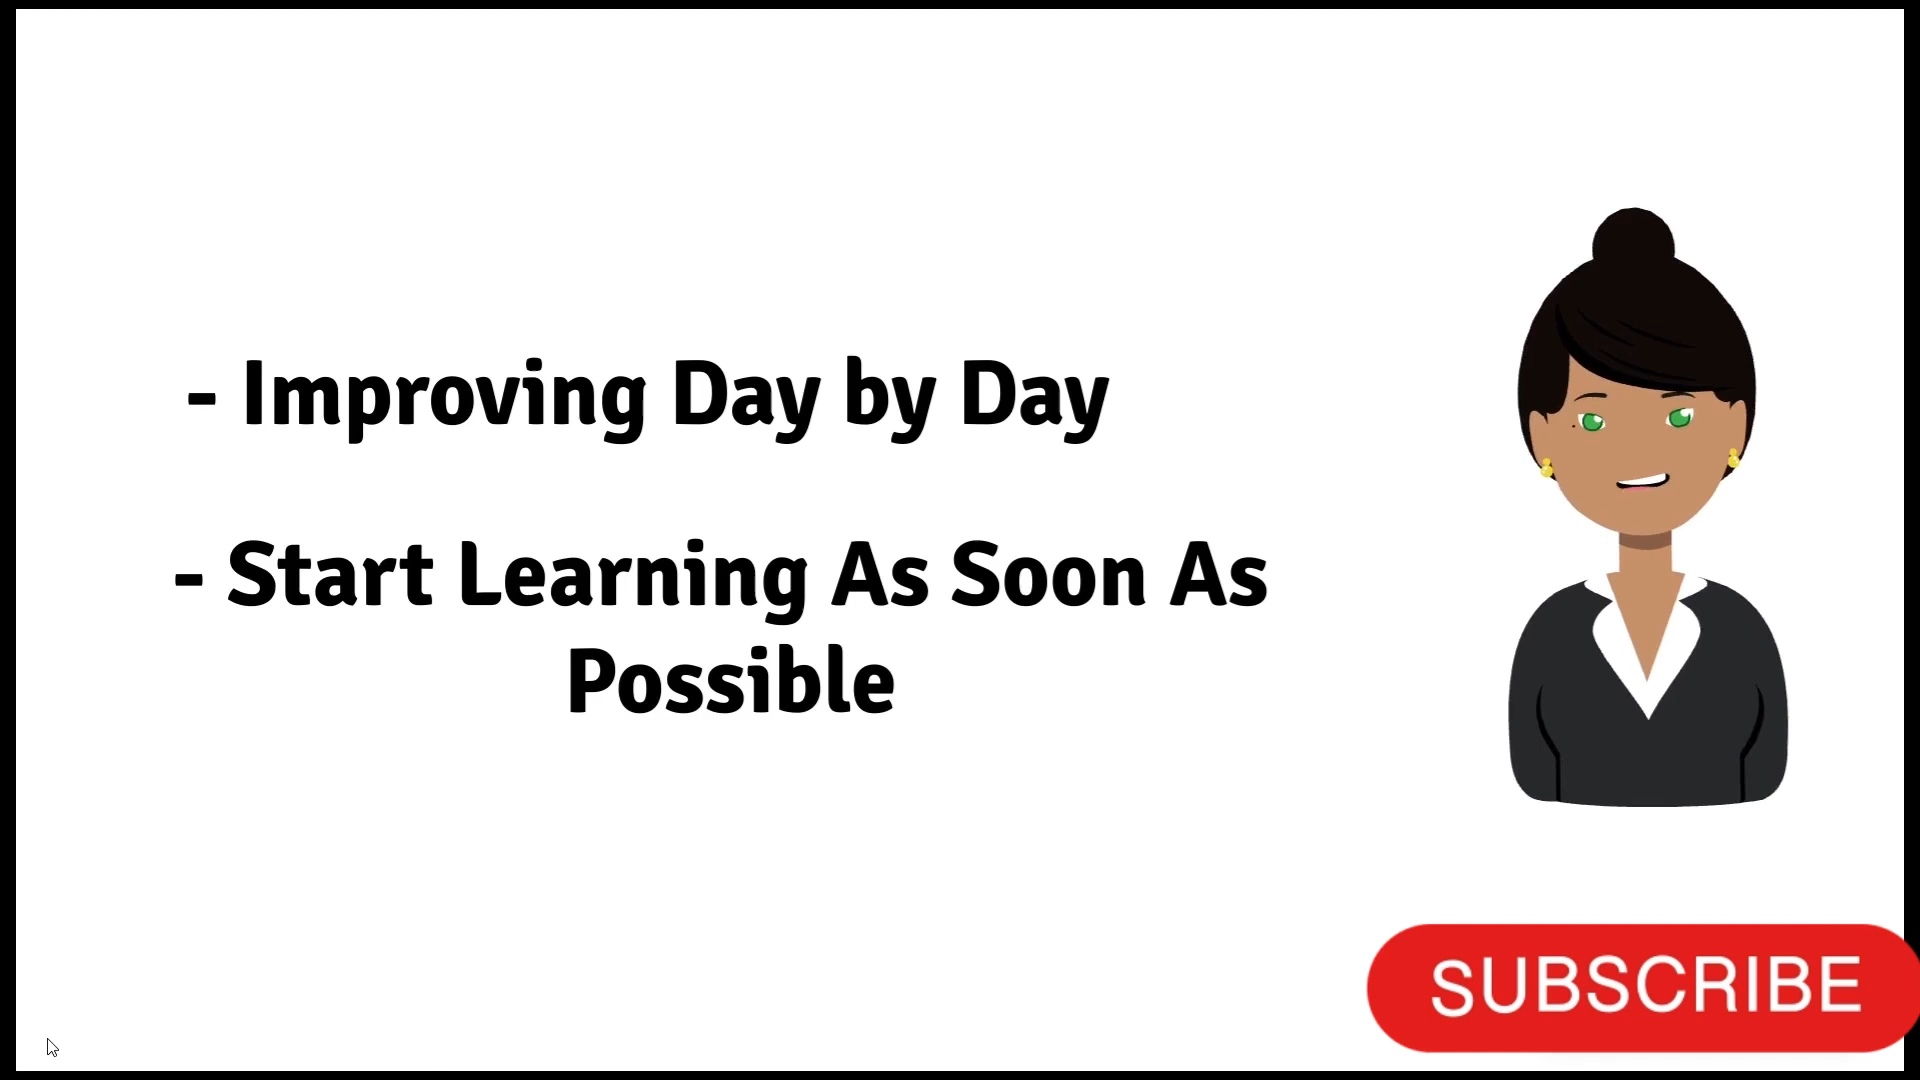 - Improving Day by Day
- Start Learning As Soon As
Possible
SUBSCRIBE